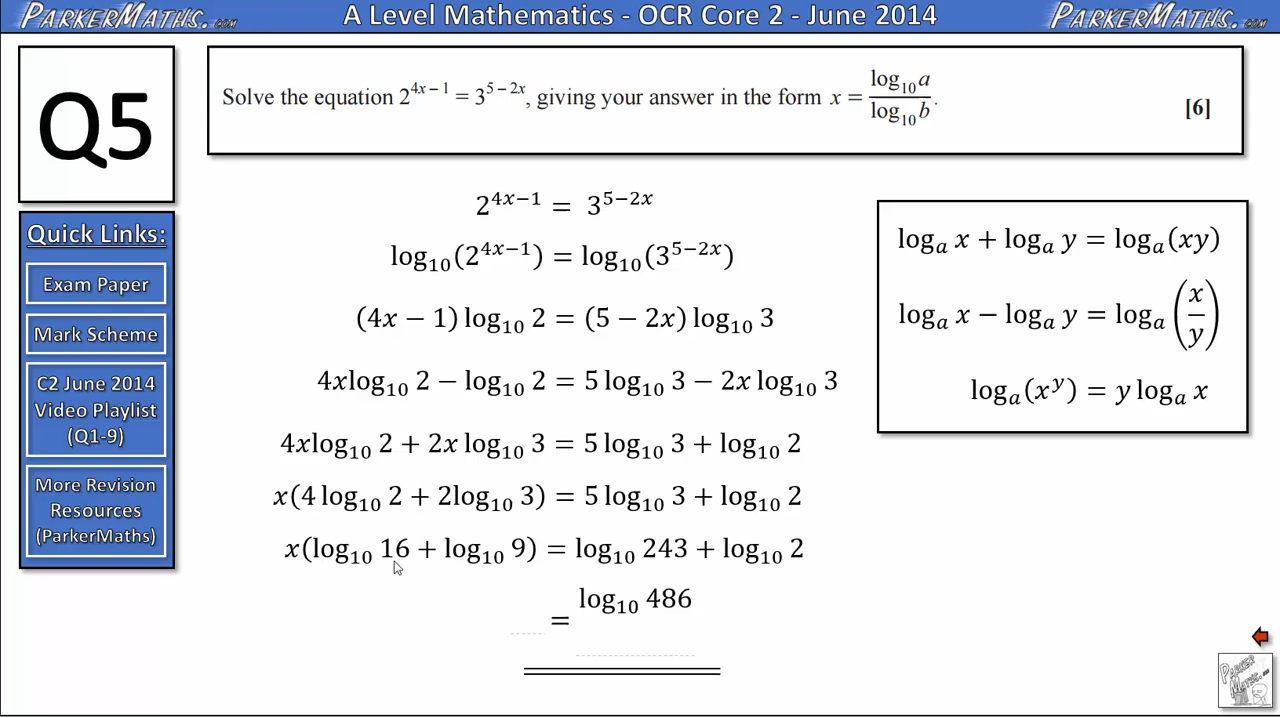 PARKERMATHS.COM A Level Mathematics - OCR Core 2 - June 2014 PARKERMATHS.COM
Q5
Solve the equation 2^(4x − 1) = 3^(5 − 2x), giving your answer in the form x = log₁₀a / log₁₀b. [6]
Quick Links:
Exam Paper
Mark Scheme
C2 June 2014
Video Playlist
(Q1-9)
More Revision
Resources
(ParkerMaths)
2^(4x−1) = 3^(5−2x)
log₁₀(2^(4x−1)) = log₁₀(3^(5−2x))
(4x − 1) log₁₀ 2 = (5 − 2x) log₁₀ 3
4xlog₁₀ 2 − log₁₀ 2 = 5 log₁₀ 3 − 2x log₁₀ 3
4xlog₁₀ 2 + 2x log₁₀ 3 = 5 log₁₀ 3 + log₁₀ 2
x(4 log₁₀ 2 + 2log₁₀ 3) = 5 log₁₀ 3 + log₁₀ 2
x(log₁₀ 16 + log₁₀ 9) = log₁₀ 243 + log₁₀ 2
= log₁₀ 486
logₐ x + logₐ y = logₐ(xy)
logₐ x − logₐ y = logₐ(x/y)
logₐ(x^y) = y logₐ x
PARKER
MATHS.COM